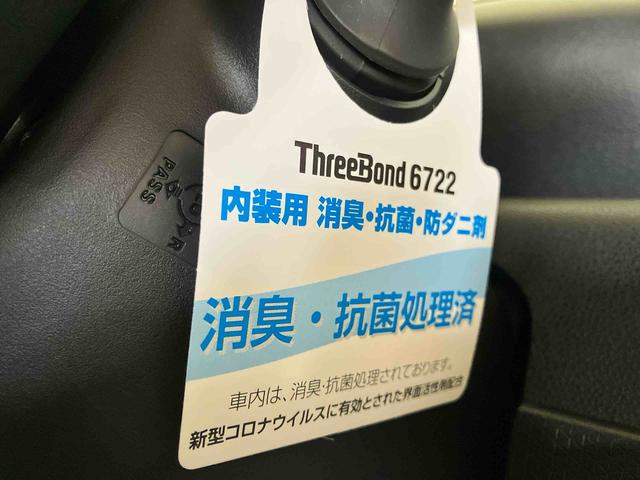 ThreeBond 6722
内装用 消臭・抗菌・防ダニ剤
消臭・抗菌処理済
車内は、消臭・抗菌処理されております。
新型コロナウイルスに有効とされた界面活性剤配合
PASS